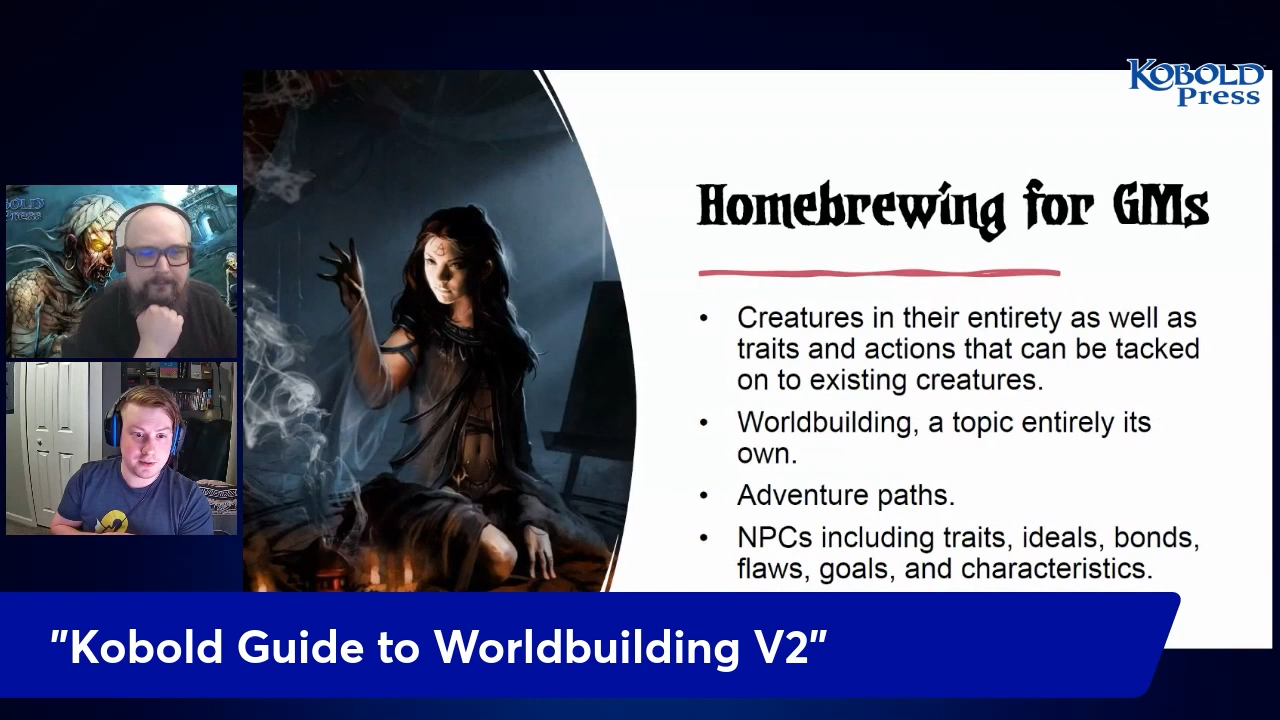 KOBOLD
Press
Homebrewing for GMs
• Creatures in their entirety as well as
traits and actions that can be tacked
on to existing creatures.
• Worldbuilding, a topic entirely its
own.
• Adventure paths.
• NPCs including traits, ideals, bonds,
flaws, goals, and characteristics.
"Kobold Guide to Worldbuilding V2"